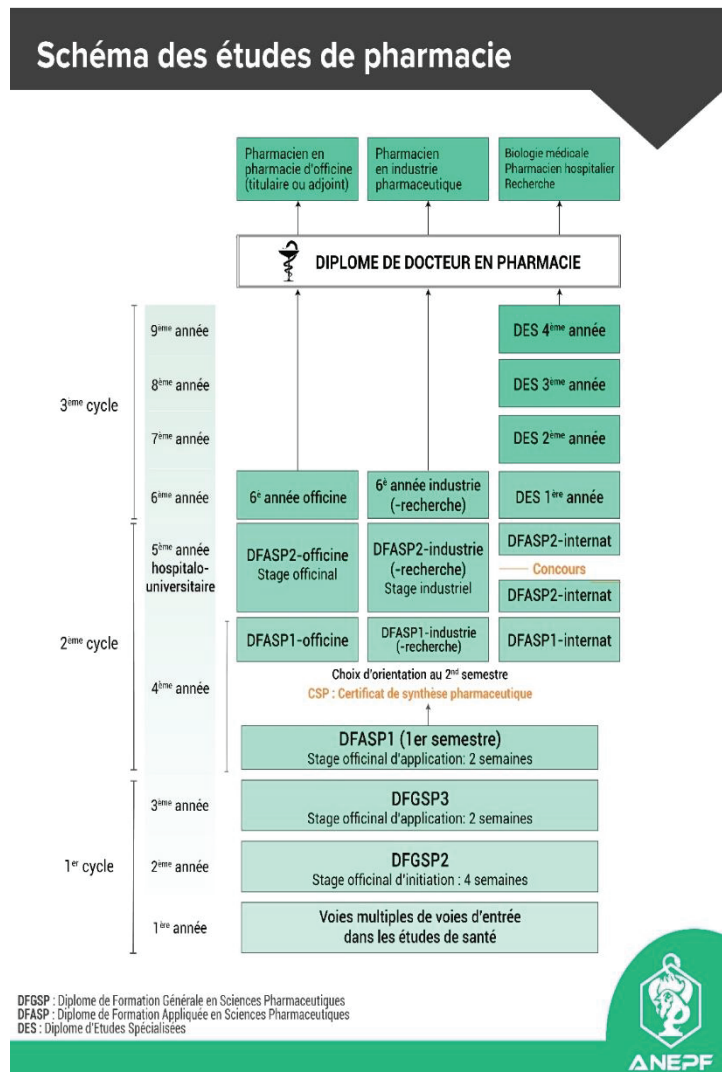 Schéma des études de pharmacie
Pharmacien en
pharmacie d'officine
(titulaire ou adjoint)
Pharmacien
en industrie
pharmaceutique
Biologie médicale
Pharmacien hospitalier
Recherche
DIPLOME DE DOCTEUR EN PHARMACIE
3ème cycle
9ème année
DES 4ème année
8ème année
DES 3ème année
7ème année
DES 2ème année
6ème année
6è année officine
6è année industrie
(-recherche)
DES 1ère année
2ème cycle
5ème année
hospitalo-
universitaire
DFASP2-officine
Stage officinal
DFASP2-industrie
(-recherche)
Stage industriel
DFASP2-internat
Concours
DFASP2-internat
4ème année
DFASP1-officine
DFASP1-industrie
(-recherche)
DFASP1-internat
Choix d'orientation au 2nd semestre
CSP : Certificat de synthèse pharmaceutique
DFASP1 (1er semestre)
Stage officinal d'application: 2 semaines
1er cycle
3ème année
DFGSP3
Stage officinal d'application: 2 semaines
2ème année
DFGSP2
Stage officinal d'initiation : 4 semaines
1ère année
Voies multiples de voies d'entrée
dans les études de santé
DFGSP : Diplome de Formation Générale en Sciences Pharmaceutiques
DFASP : Diplome de Formation Appliquée en Sciences Pharmaceutiques
DES : Diplome d'Etudes Spécialisées
ANEPF